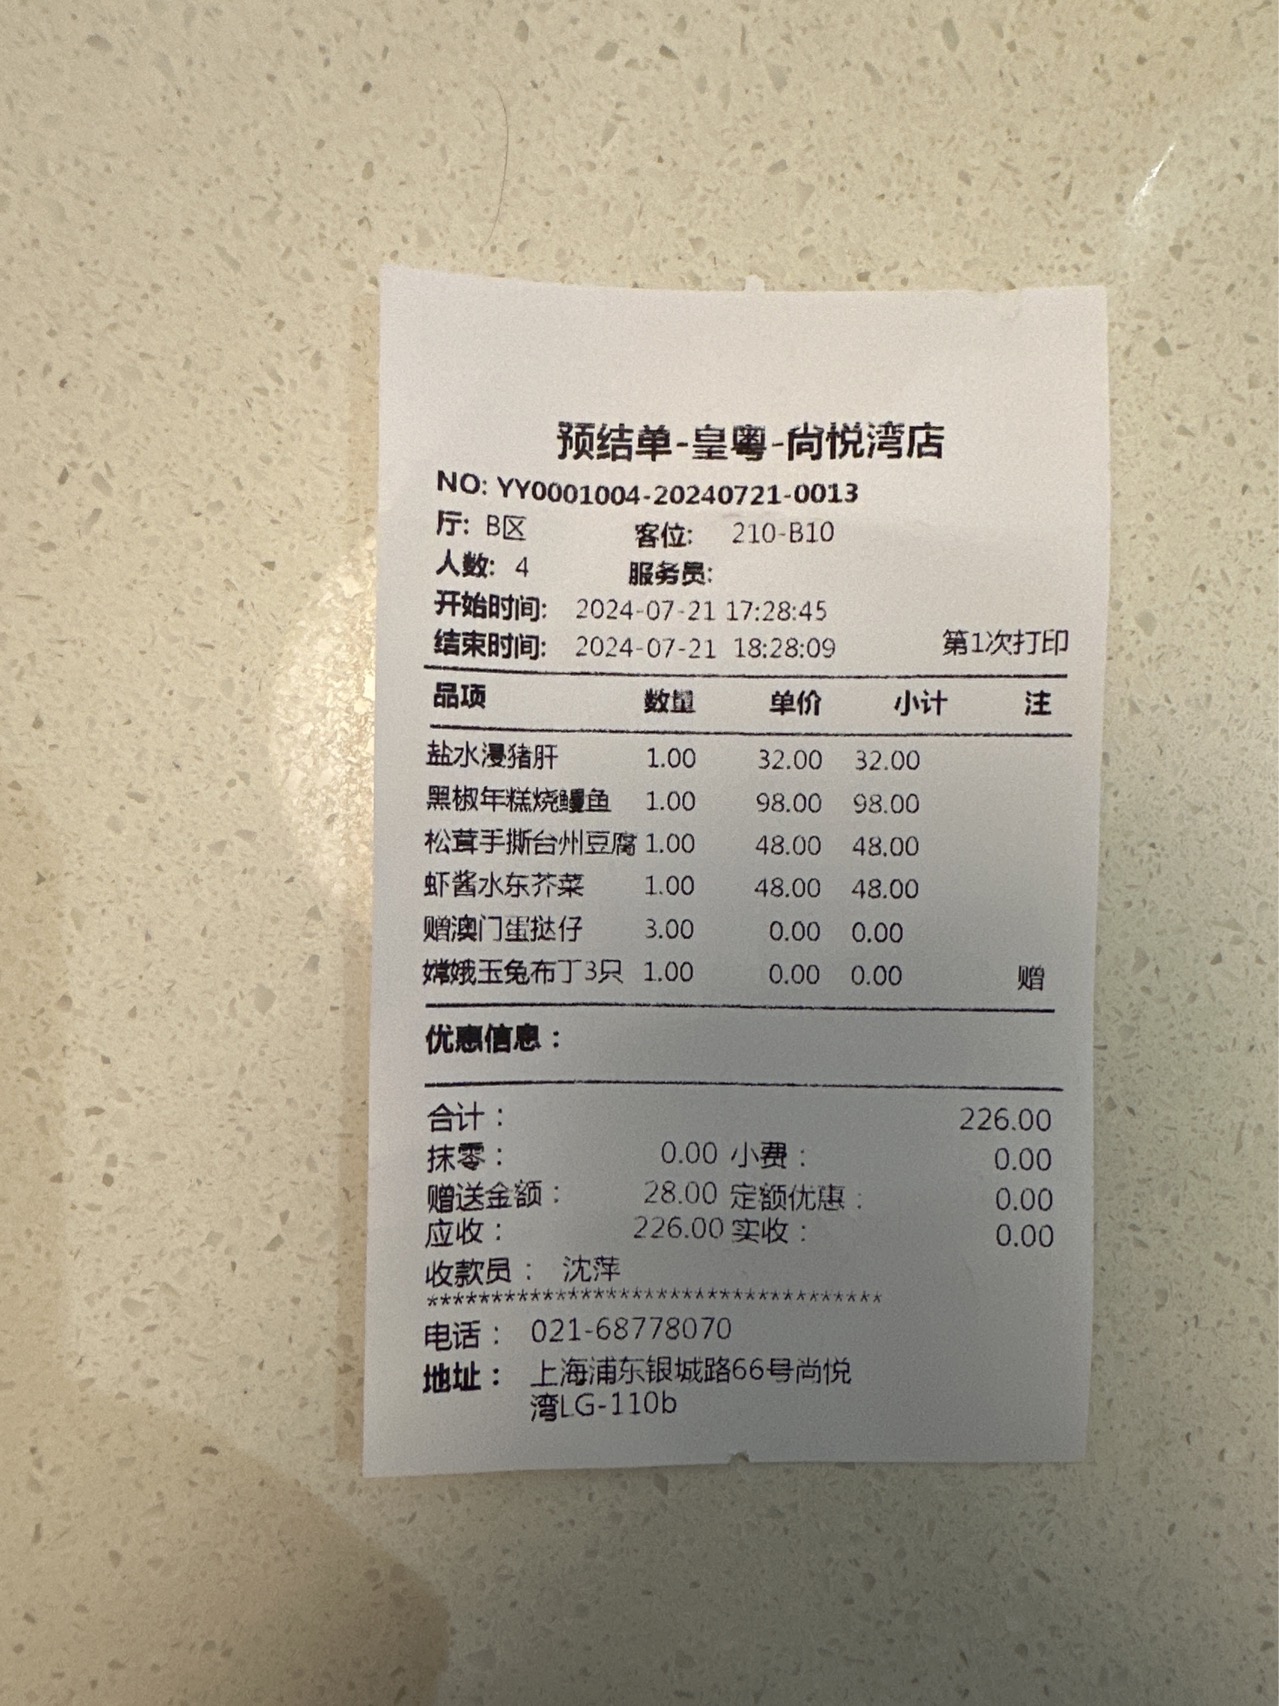 预结单-皇粤-尚悦湾店
NO: YY0001004-20240721-0013
厅: B区 客位: 210-B10
人数: 4 服务员:
开始时间: 2024-07-21 17:28:45
结束时间: 2024-07-21 18:28:09 第1次打印
品项 数量 单价 小计 注
盐水浸猪肝 1.00 32.00 32.00
黑椒年糕烧鳗鱼 1.00 98.00 98.00
松茸手撕台州豆腐 1.00 48.00 48.00
虾酱水东芥菜 1.00 48.00 48.00
赠澳门蛋挞仔 3.00 0.00 0.00
嫦娥玉兔布丁3只 1.00 0.00 0.00 赠
优惠信息：
合计： 226.00
抹零： 0.00 小费： 0.00
赠送金额： 28.00 定额优惠： 0.00
应收： 226.00 实收： 0.00
收款员： 沈萍
***********************************
电话： 021-68778070
地址： 上海浦东银城路66号尚悦
湾LG-110b